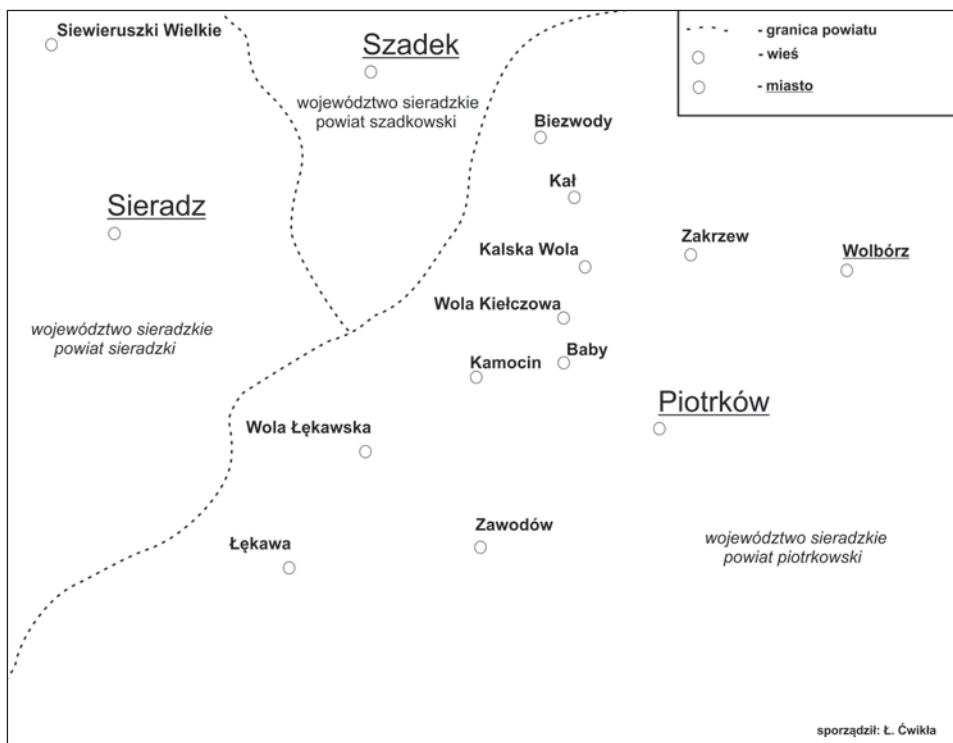 Siewieruszki Wielkie
Szadek
województwo sieradzkie
powiat szadkowski
- granica powiatu
- wieś
- miasto
Biezwody
Kał
Sieradz
Kalska Wola
Zakrzew
Wolbórz
Wola Kiełczowa
województwo sieradzkie
powiat sieradzki
Baby
Kamocin
Piotrków
Wola Łękawska
Zawodów
Łękawa
województwo sieradzkie
powiat piotrkowski
sporządził: Ł. Ćwikła